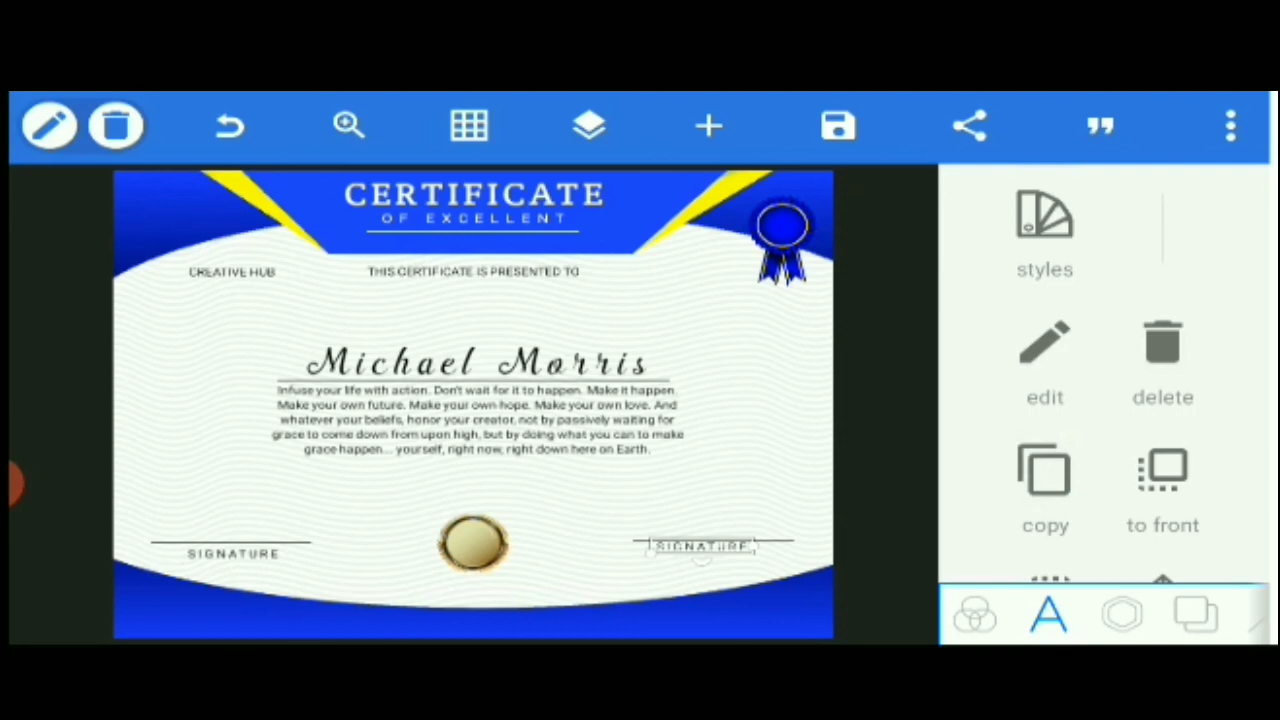 CERTIFICATE
OF EXCELLENT
CREATIVE HUB
THIS CERTIFICATE IS PRESENTED TO
Michael Morris
Infuse your life with action. Don't wait for it to happen. Make it happen.
Make your own future. Make your own hope. Make your own love. And
whatever your beliefs, honor your creator, not by passively waiting for
grace to come down from upon high, but by doing what you can to make
grace happen... yourself, right now, right down here on Earth.
SIGNATURE
SIGNATURE
styles
edit
delete
copy
to front